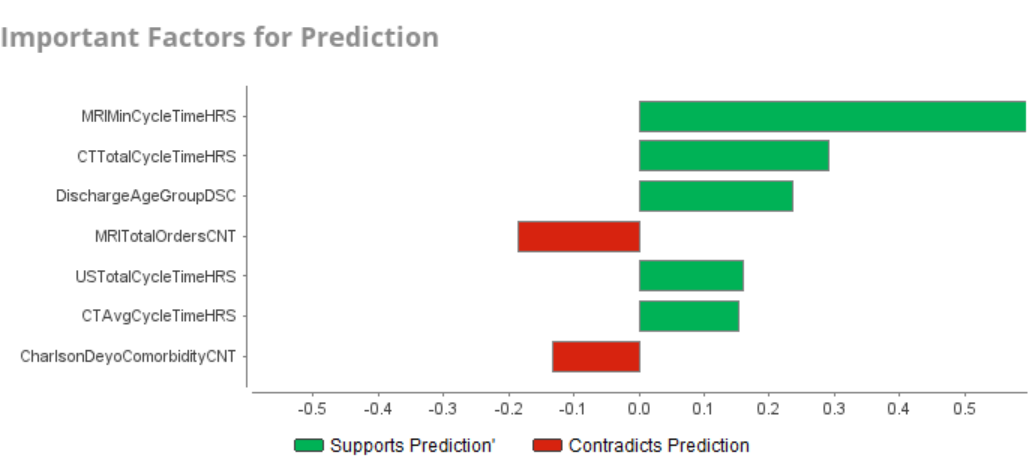 Important Factors for Prediction
MRIMinCycleTimeHRS
CTTotalCycleTimeHRS
DischargeAgeGroupDSC
MRITotalOrdersCNT
USTotalCycleTimeHRS
CTAvgCycleTimeHRS
CharlsonDeyoComorbidityCNT
-0.5 -0.4 -0.3 -0.2 -0.1 0.0 0.1 0.2 0.3 0.4 0.5
Supports Prediction' Contradicts Prediction